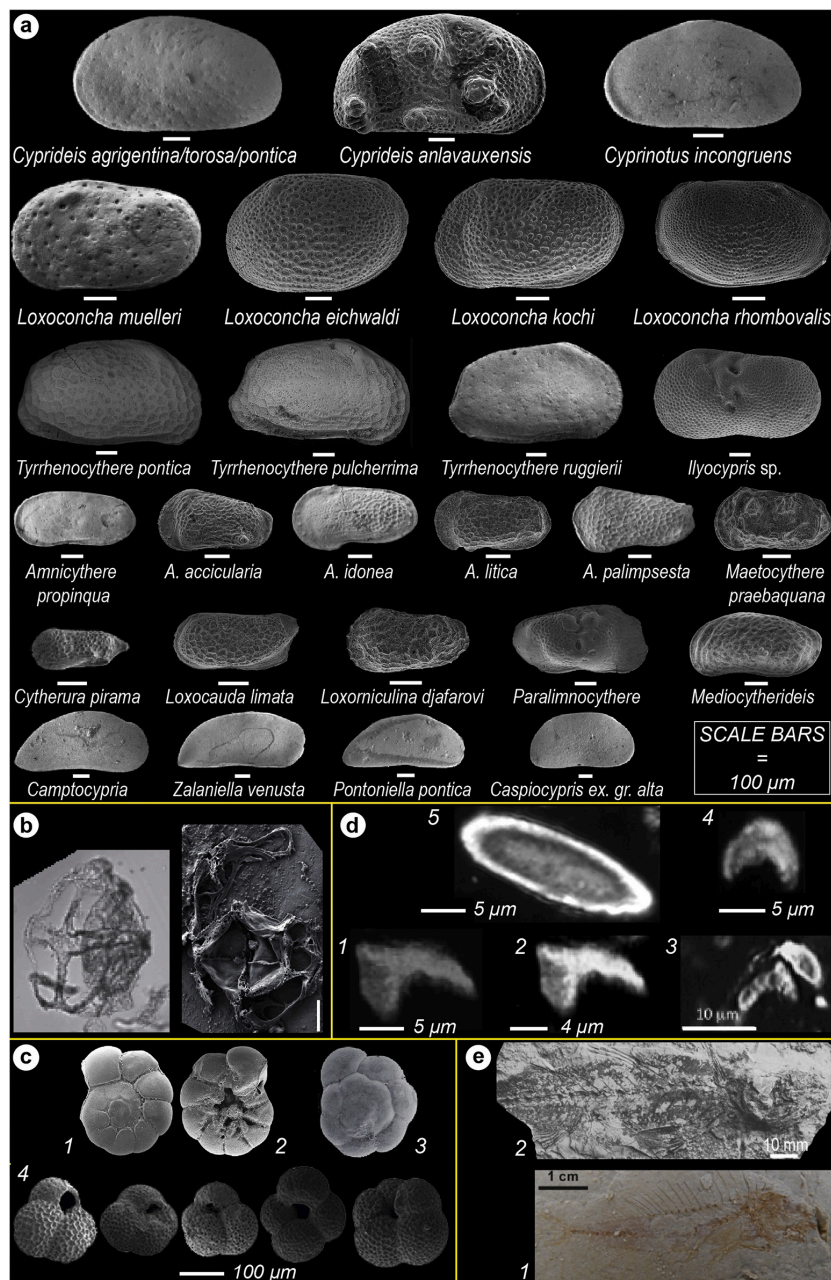 a
Cyprideis agrigentina/torosa/pontica
Cyprideis anlavauxensis
Cyprinotus incongruens
Loxoconcha muelleri
Loxoconcha eichwaldi
Loxoconcha kochi
Loxoconcha rhombovalis
Tyrrhenocythere pontica
Tyrrhenocythere pulcherrima
Tyrrhenocythere ruggierii
Ilyocypris sp.
Amnicythere
propinqua
A. accicularia
A. idonea
A. litica
A. palimpsesta
Maetocythere
praebaquana
Cytherura pirama
Loxocauda limata
Loxorniculina djafarovi
Paralimnocythere
Mediocytherideis
Camptocypria
Zalaniella venusta
Pontoniella pontica
Caspiocypris ex. gr. alta
SCALE BARS
=
100 µm
b
d
5
5 µm
4
5 µm
1
5 µm
2
4 µm
3
10 µm
c
1
2
3
4
100 µm
e
2
10 mm
1 cm
1